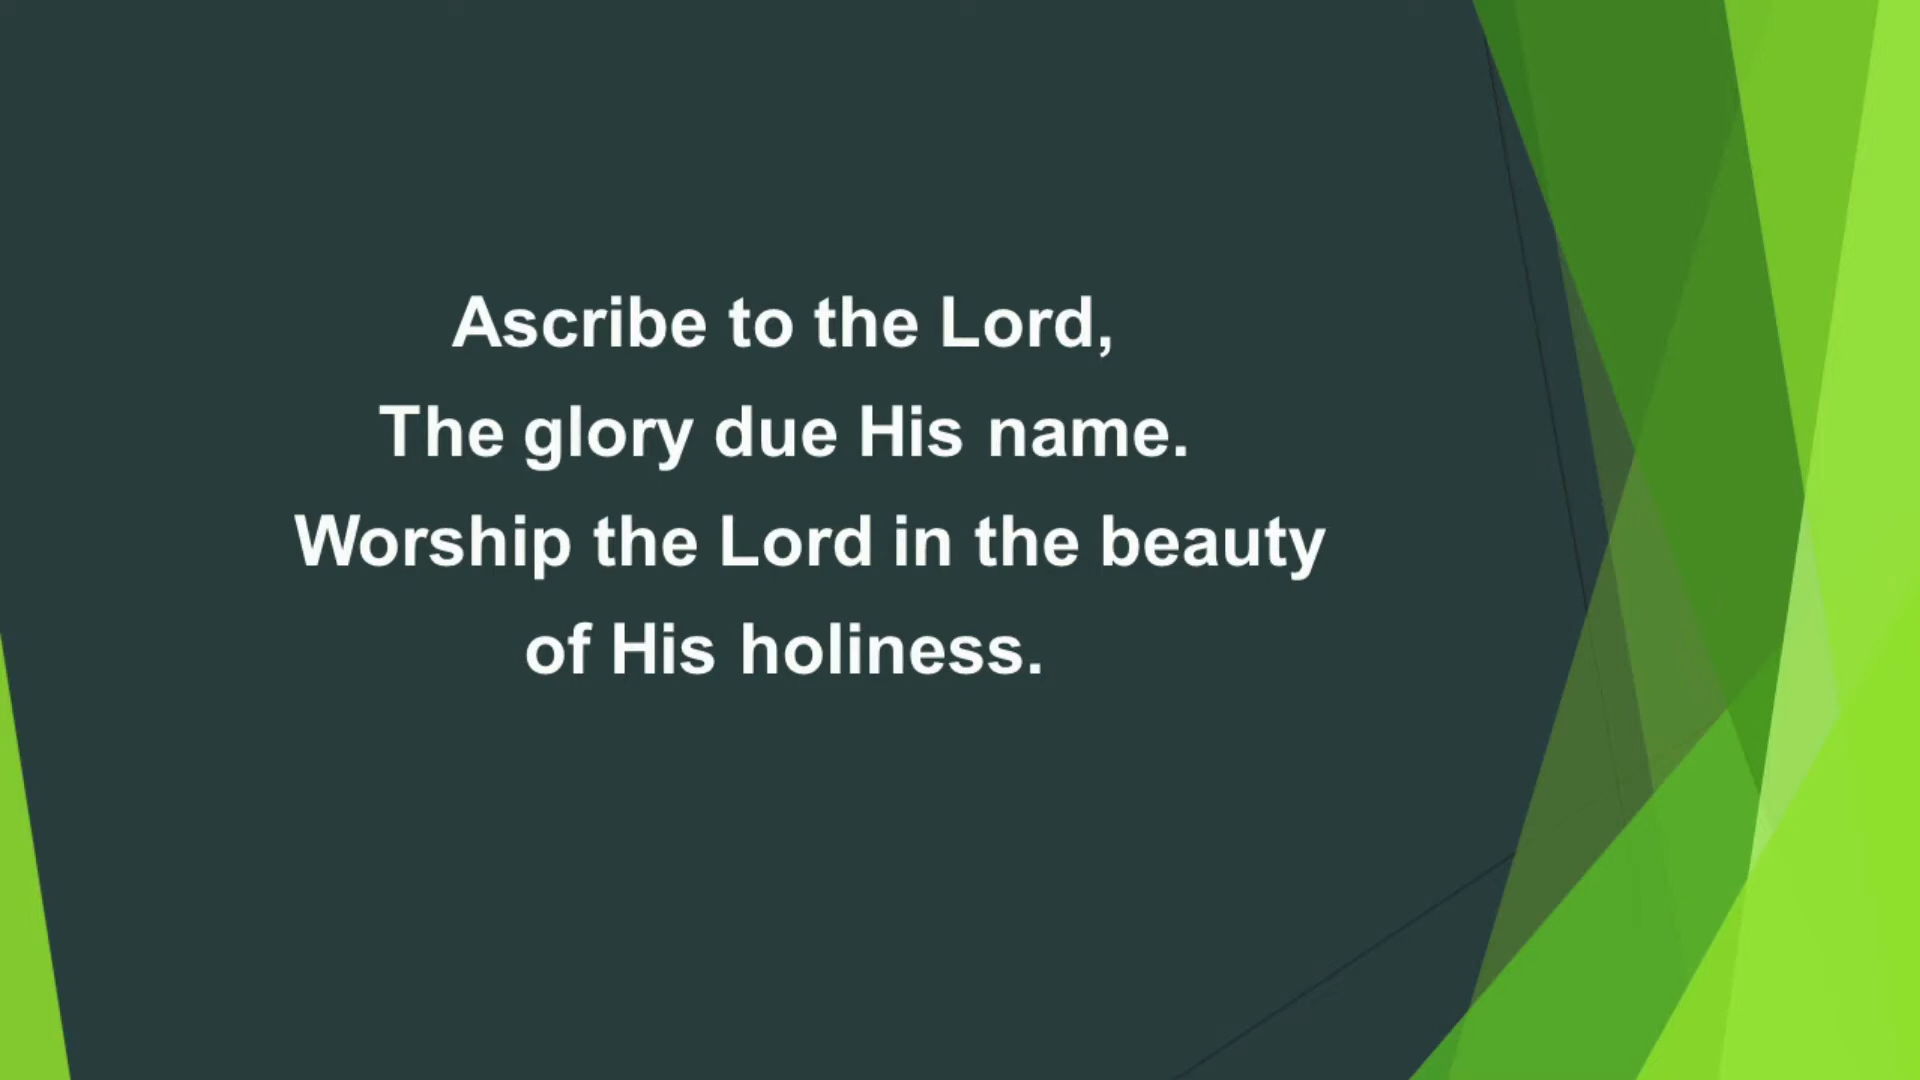 Ascribe to the Lord,
The glory due His name.
Worship the Lord in the beauty
of His holiness.